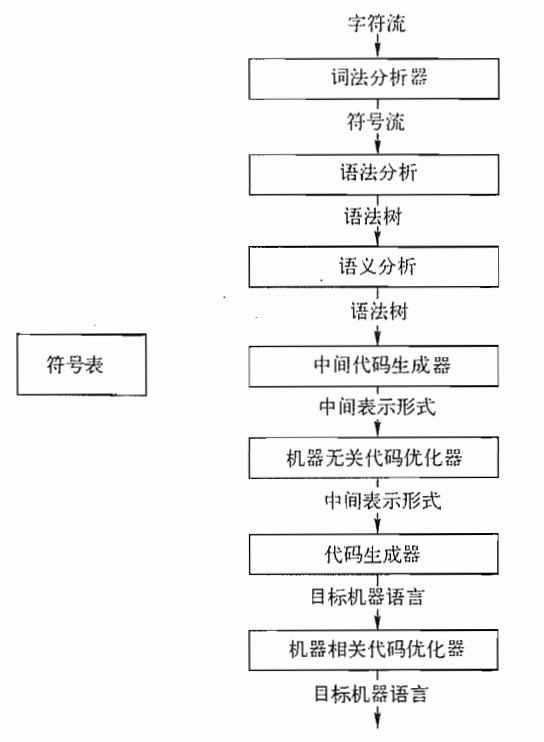 字符流
词法分析器
符号流
语法分析
语法树
语义分析
语法树
符号表
中间代码生成器
中间表示形式
机器无关代码优化器
中间表示形式
代码生成器
目标机器语言
机器相关代码优化器
目标机器语言